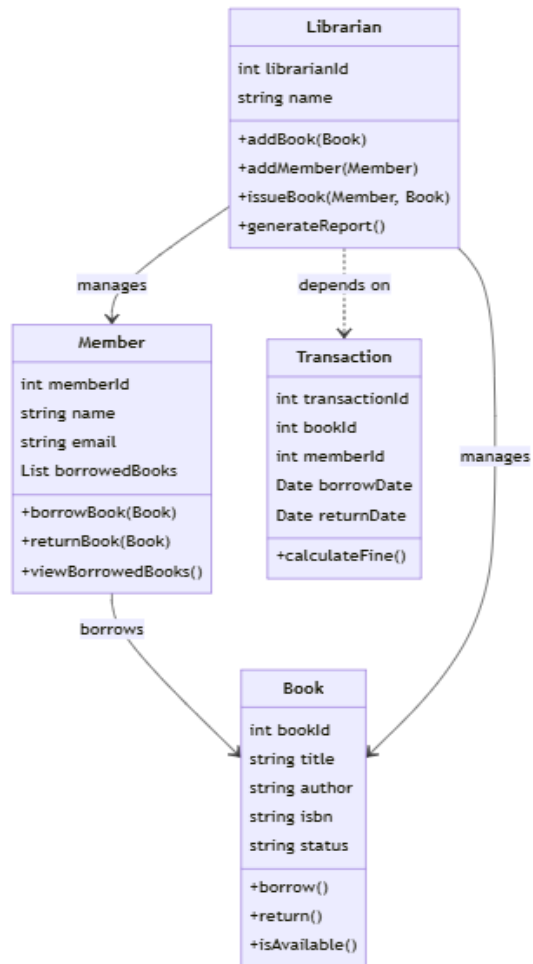 Librarian
int librarianId
string name
+addBook(Book)
+addMember(Member)
+issueBook(Member, Book)
+generateReport()
manages
depends on
manages
Member
int memberId
string name
string email
List borrowedBooks
+borrowBook(Book)
+returnBook(Book)
+viewBorrowedBooks()
Transaction
int transactionId
int bookId
int memberId
Date borrowDate
Date returnDate
+calculateFine()
borrows
Book
int bookId
string title
string author
string isbn
string status
+borrow()
+return()
+isAvailable()